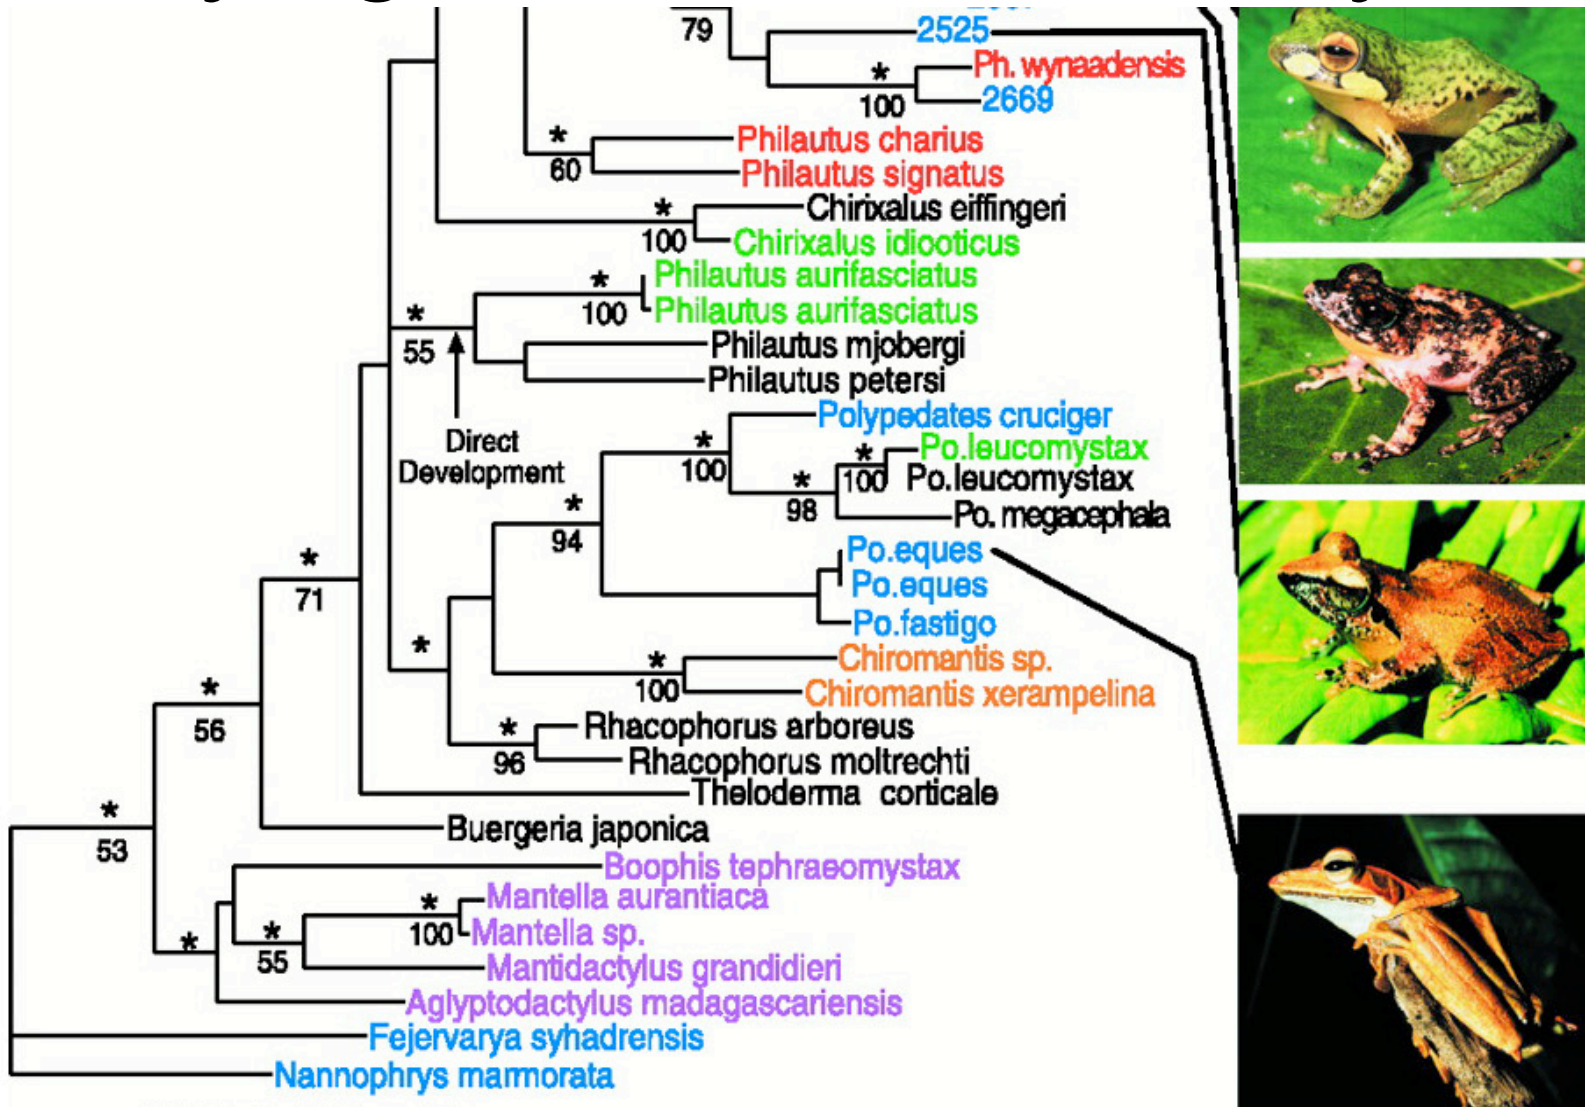 79
2525
*
Ph. wynaadensis
100
2669
*
Philautus charius
60
Philautus signatus
*
Chirixalus eiffingeri
100
Chirixalus idiooticus
*
Philautus aurifasciatus
100
Philautus aurifasciatus
*
55
Philautus mjobergi
Philautus petersi
Direct
Development
Polypedates cruciger
*
100
*
Po.leucomystax
100
Po.leucomystax
*
98
Po. megacephala
*
94
Po.eques
Po.eques
Po.fastigo
*
71
*
*
Chiromantis sp.
100
Chiromantis xerampelina
*
56
*
Rhacophorus arboreus
96
Rhacophorus moltrechti
Theloderma corticale
*
53
Buergeria japonica
Boophis tephraeomystax
*
Mantella aurantiaca
100
Mantella sp.
*
*
55
Mantidactylus grandidieri
Aglyptodactylus madagascariensis
Fejervarya syhadrensis
Nannophrys marmorata